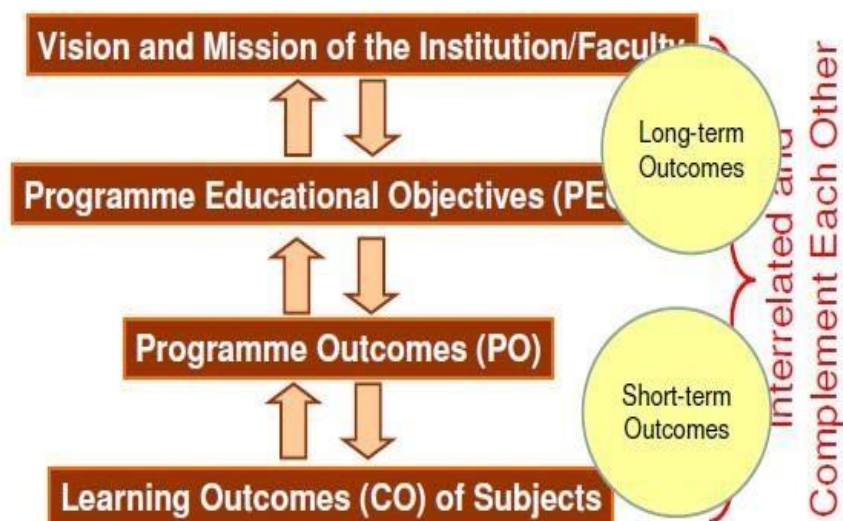 Vision and Mission of the Institution/Faculty
Long-term
Outcomes
Programme Educational Objectives (PEO
Programme Outcomes (PO)
Short-term
Outcomes
Learning Outcomes (CO) of Subjects
Interrelated and
Complement Each Other